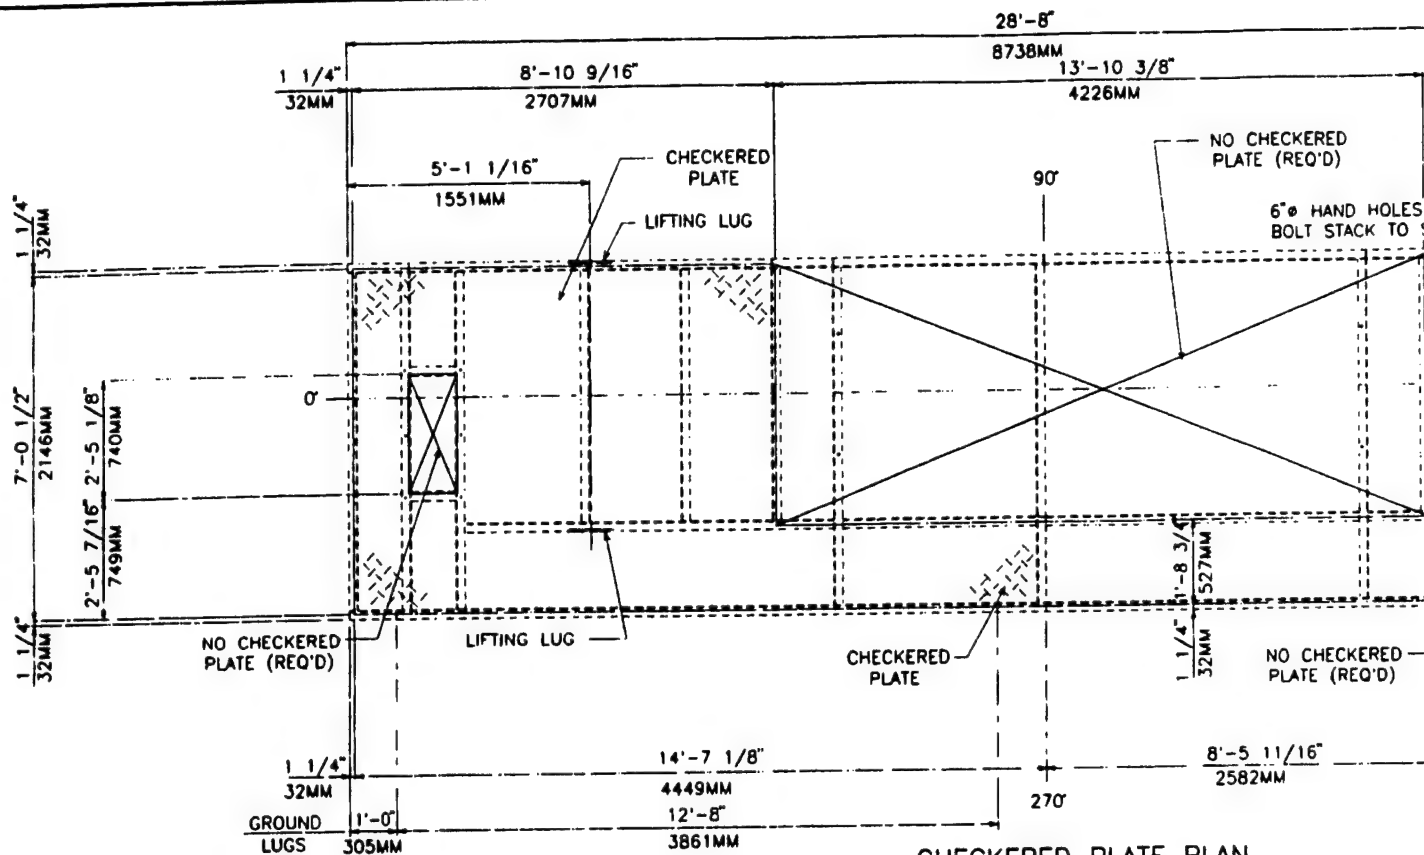 28'-8"
8738MM
1 1/4"
32MM
8'-10 9/16"
2707MM
13'-10 3/8"
4226MM
5'-1 1/16"
1551MM
CHECKERED
PLATE
LIFTING LUG
NO CHECKERED
PLATE (REQ'D)
90°
6"ø HAND HOLES
BOLT STACK TO
1 1/4"
32MM
7'-0 1/2"
2146MM
2'-5 1/8"
740MM
2'-5 7/16"
749MM
1 1/4"
32MM
0°
1'-8 3/4"
527MM
1 1/4"
32MM
NO CHECKERED
PLATE (REQ'D)
LIFTING LUG
CHECKERED
PLATE
NO CHECKERED
PLATE (REQ'D)
1 1/4"
32MM
14'-7 1/8"
4449MM
8'-5 11/16"
2582MM
270°
GROUND
LUGS
1'-0"
305MM
12'-8"
3861MM
CHECKERED PLATE PLAN